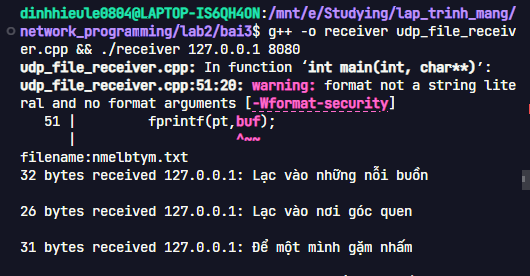 dinhhieule0804@LAPTOP-IS6QH4ON:/mnt/e/Studying/lap_trinh_mang/
network_programming/lab2/bai3$ g++ -o receiver udp_file_receiv
er.cpp && ./receiver 127.0.0.1 8080
udp_file_receiver.cpp: In function ‘int main(int, char**)’:
udp_file_receiver.cpp:51:20: warning: format not a string lite
ral and no format arguments [-Wformat-security]
   51 |         fprintf(pt,buf);
      |                    ^~~
filename:nmelbtym.txt
32 bytes received 127.0.0.1: Lạc vào những nỗi buồn
26 bytes received 127.0.0.1: Lạc vào nơi góc quen
31 bytes received 127.0.0.1: Để một mình gặm nhấm